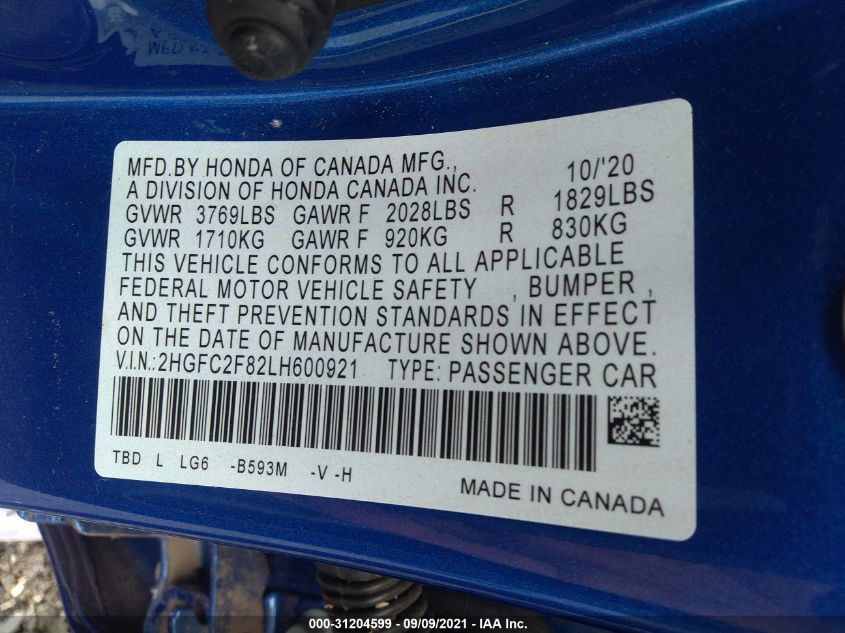 MFD.BY HONDA OF CANADA MFG., 10/'20
A DIVISION OF HONDA CANADA INC.
GVWR 3769LBS GAWR F 2028LBS R 1829LBS
GVWR 1710KG GAWR F 920KG R 830KG
THIS VEHICLE CONFORMS TO ALL APPLICABLE
FEDERAL MOTOR VEHICLE SAFETY , BUMPER ,
AND THEFT PREVENTION STANDARDS IN EFFECT
ON THE DATE OF MANUFACTURE SHOWN ABOVE.
V.I.N.:2HGFC2F82LH600921 TYPE: PASSENGER CAR
TBD L LG6 -B593M -V -H
MADE IN CANADA
000-31204599 - 09/09/2021 - IAA Inc.